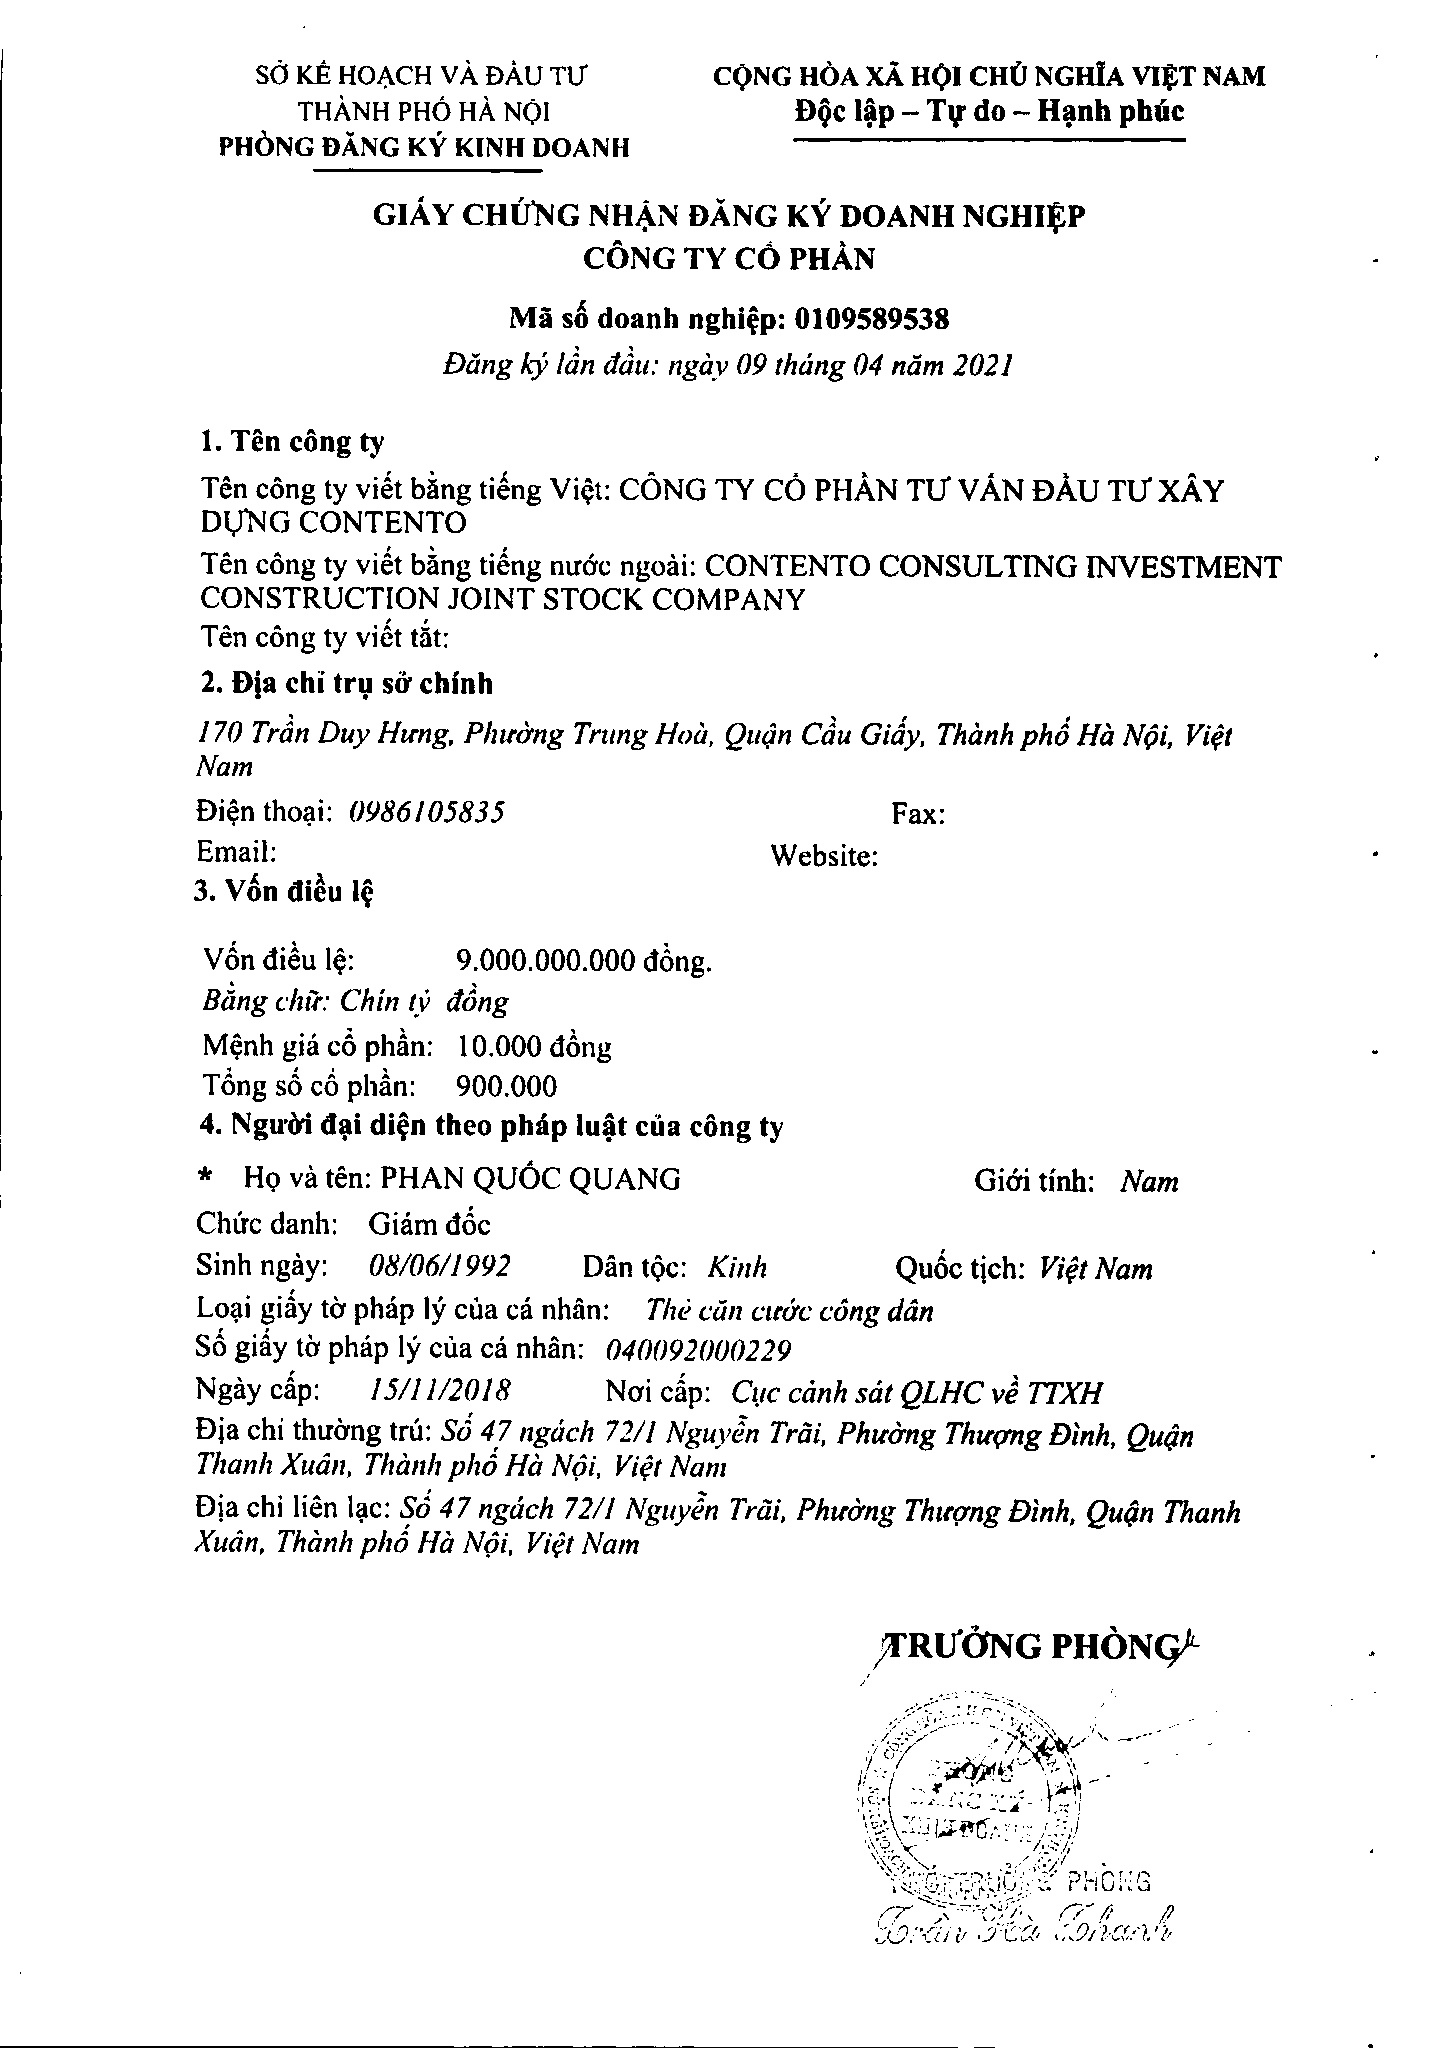 SỞ KẾ HOẠCH VÀ ĐẦU TƯ
THÀNH PHỐ HÀ NỘI
PHÒNG ĐĂNG KÝ KINH DOANH
CỘNG HÒA XÃ HỘI CHỦ NGHĨA VIỆT NAM
Độc lập – Tự do – Hạnh phúc
GIẤY CHỨNG NHẬN ĐĂNG KÝ DOANH NGHIỆP
CÔNG TY CỔ PHẦN
Mã số doanh nghiệp: 0109589538
Đăng ký lần đầu: ngày 09 tháng 04 năm 2021
1. Tên công ty
Tên công ty viết bằng tiếng Việt: CÔNG TY CỔ PHẦN TƯ VẤN ĐẦU TƯ XÂY
DỰNG CONTENTO
Tên công ty viết bằng tiếng nước ngoài: CONTENTO CONSULTING INVESTMENT
CONSTRUCTION JOINT STOCK COMPANY
Tên công ty viết tắt:
2. Địa chỉ trụ sở chính
170 Trần Duy Hưng, Phường Trung Hoà, Quận Cầu Giấy, Thành phố Hà Nội, Việt
Nam
Điện thoại: 0986105835 Fax:
Email: Website:
3. Vốn điều lệ
Vốn điều lệ: 9.000.000.000 đồng.
Bằng chữ: Chín tỷ đồng
Mệnh giá cổ phần: 10.000 đồng
Tổng số cổ phần: 900.000
4. Người đại diện theo pháp luật của công ty
* Họ và tên: PHAN QUỐC QUANG Giới tính: Nam
Chức danh: Giám đốc
Sinh ngày: 08/06/1992 Dân tộc: Kinh Quốc tịch: Việt Nam
Loại giấy tờ pháp lý của cá nhân: Thẻ căn cước công dân
Số giấy tờ pháp lý của cá nhân: 040092000229
Ngày cấp: 15/11/2018 Nơi cấp: Cục cảnh sát QLHC về TTXH
Địa chỉ thường trú: Số 47 ngách 72/1 Nguyễn Trãi, Phường Thượng Đình, Quận
Thanh Xuân, Thành phố Hà Nội, Việt Nam
Địa chỉ liên lạc: Số 47 ngách 72/1 Nguyễn Trãi, Phường Thượng Đình, Quận Thanh
Xuân, Thành phố Hà Nội, Việt Nam
TRƯỞNG PHÒNG
PHÒNG
ĐĂNG KÝ
KINH DOANH
PHÓ TRƯỞNG PHÒNG
Trần Hà Thanh